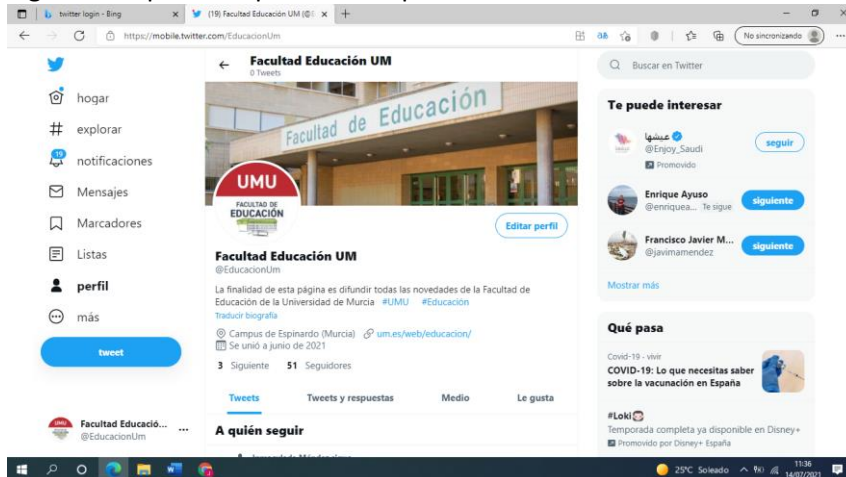 twitter login - Bing
(19) Facultad Educación UM (@E
https://mobile.twitter.com/EducacionUm
No sincronizando
hogar
explorar
19
notificaciones
Mensajes
Marcadores
Listas
perfil
más
tweet
Facultad Educació...
@EducacionUm
Facultad Educación UM
0 Tweets
Facultad de Educación
UMU
FACULTAD DE
EDUCACIÓN
Editar perfil
Facultad Educación UM
@EducacionUm
La finalidad de esta página es difundir todas las novedades de la Facultad de
Educación de la Universidad de Murcia #UMU #Educación
Traducir biografía
Campus de Espinardo (Murcia) um.es/web/educacion/
Se unió a junio de 2021
3 Siguiente 51 Seguidores
Tweets Tweets y respuestas Medio Le gusta
A quién seguir
Buscar en Twitter
Te puede interesar
عيشها
@Enjoy_Saudi
Promovido
seguir
Enrique Ayuso
@enriquea... Te sigue
siguiente
Francisco Javier M...
@javimamendez
siguiente
Mostrar más
Qué pasa
Covid-19 - vivir
COVID-19: Lo que necesitas saber
sobre la vacunación en España
#Loki
Temporada completa ya disponible en Disney+
Promovido por Disney+ España
25°C Soleado
11:36
14/07/2021